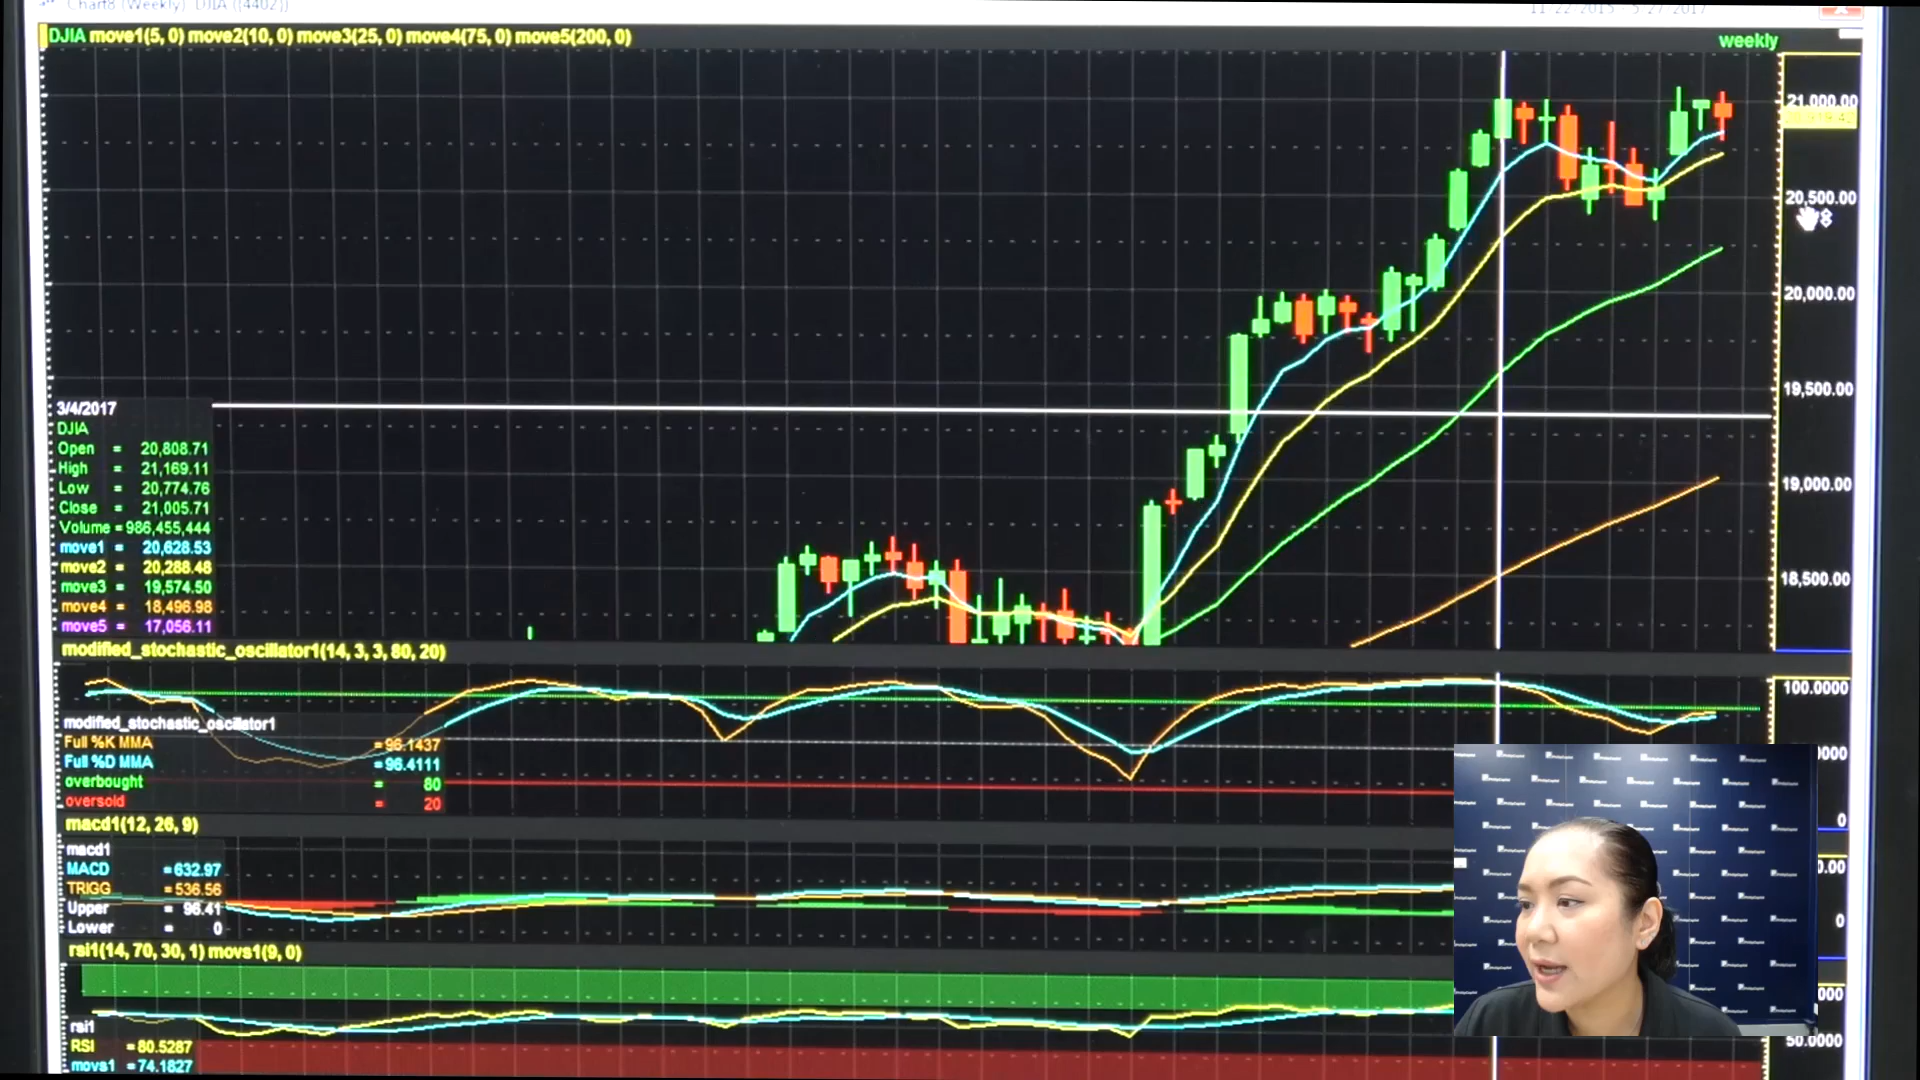 Chart8 (Weekly) DJIA ({4402})
DJIA move1(5, 0) move2(10, 0) move3(25, 0) move4(75, 0) move5(200, 0)
weekly
21,000.00
20,500.00
20,000.00
19,500.00
19,000.00
18,500.00
3/4/2017
DJIA
Open = 20,808.71
High = 21,169.11
Low = 20,774.76
Close = 21,005.71
Volume = 986,455,444
move1 = 20,628.53
move2 = 20,288.48
move3 = 19,574.50
move4 = 18,496.98
move5 = 17,056.11
modified_stochastic_oscillator1(14, 3, 3, 80, 20)
100.0000
modified_stochastic_oscillator1
Full %K MMA =96.1437
Full %D MMA =96.4111
overbought = 80
oversold = 20
0
macd1(12, 26, 9)
macd1
MACD =632.97
TRIGG =536.56
Upper = 96.41
Lower = 0
0
rsi1(14, 70, 30, 1) movs1(9, 0)
rsi1
RSI =80.5287
movs1 =74.1827
50.0000